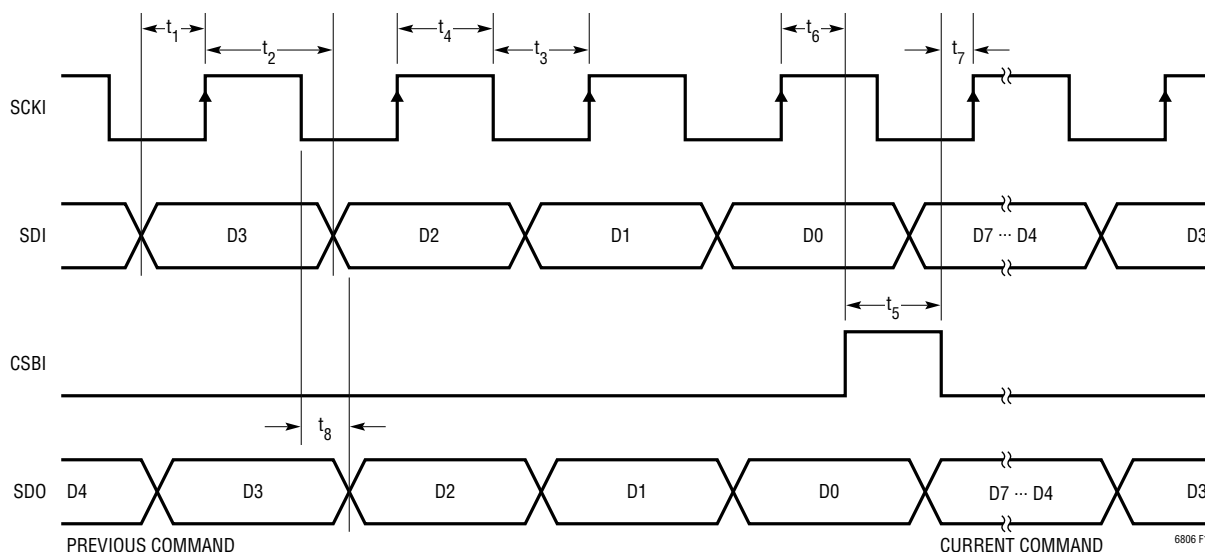 t1 t2 t4 t3 t6 t7
SCKI
SDI D3 D2 D1 D0 D7 ··· D4 D3
t5
CSBI
t8
SDO D4 D3 D2 D1 D0 D7 ··· D4 D3
PREVIOUS COMMAND CURRENT COMMAND 6806